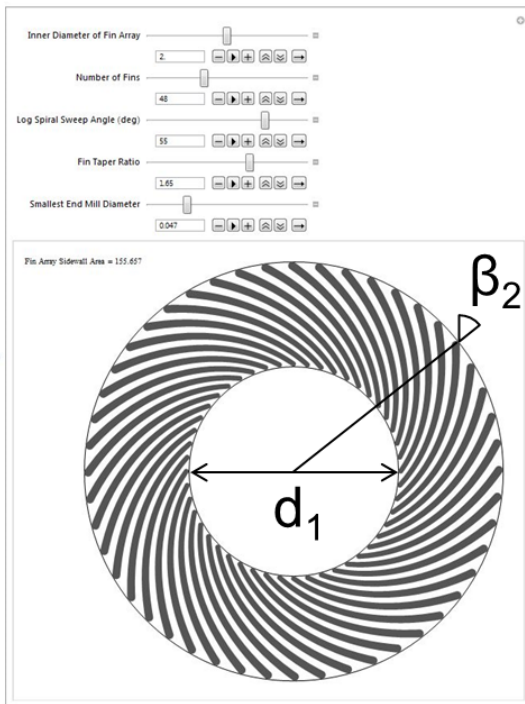 Inner Diameter of Fin Array
2.
Number of Fins
48
Log Spiral Sweep Angle (deg)
55
Fin Taper Ratio
1.65
Smallest End Mill Diameter
0.047
Fin Array Sidewall Area = 155.657
β₂
d₁